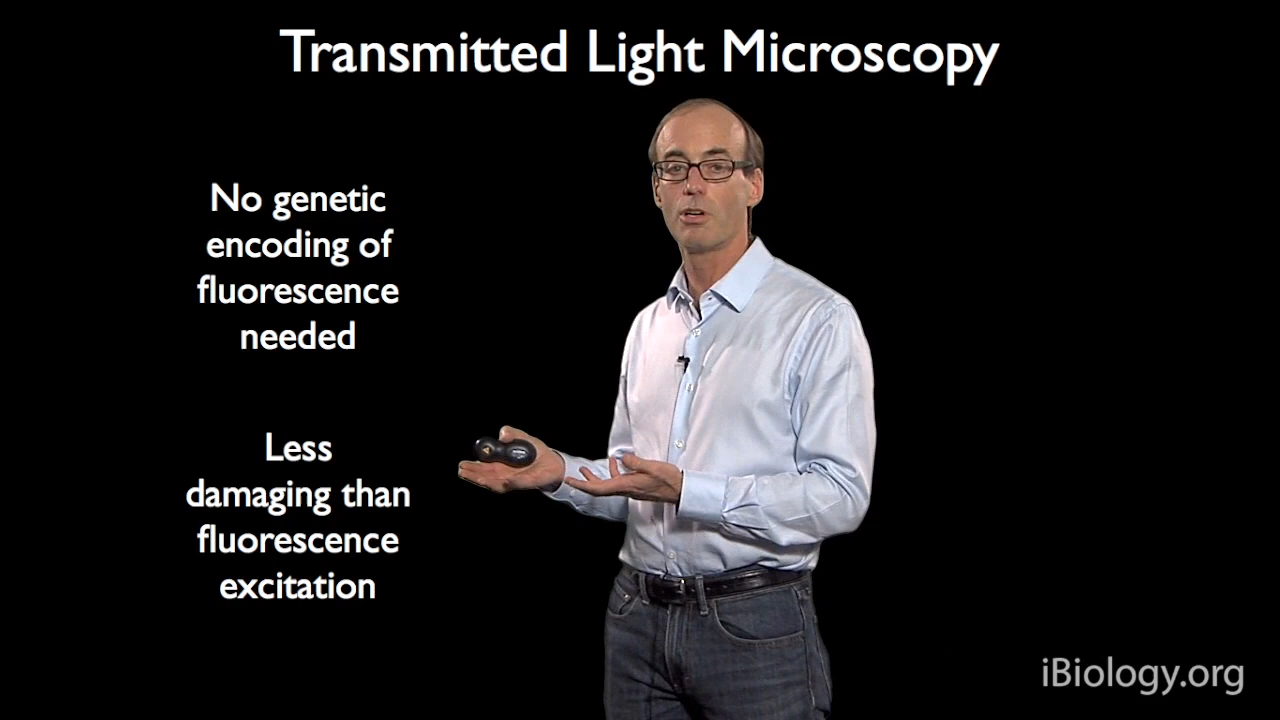 Transmitted Light Microscopy
No genetic
encoding of
fluorescence
needed
Less
damaging than
fluorescence
excitation
iBiology.org